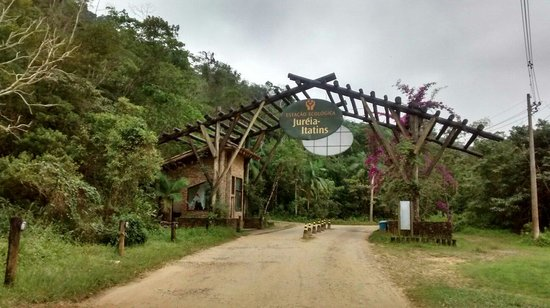 ESTAÇÃO ECOLÓGICA
Juréia-
Itatins